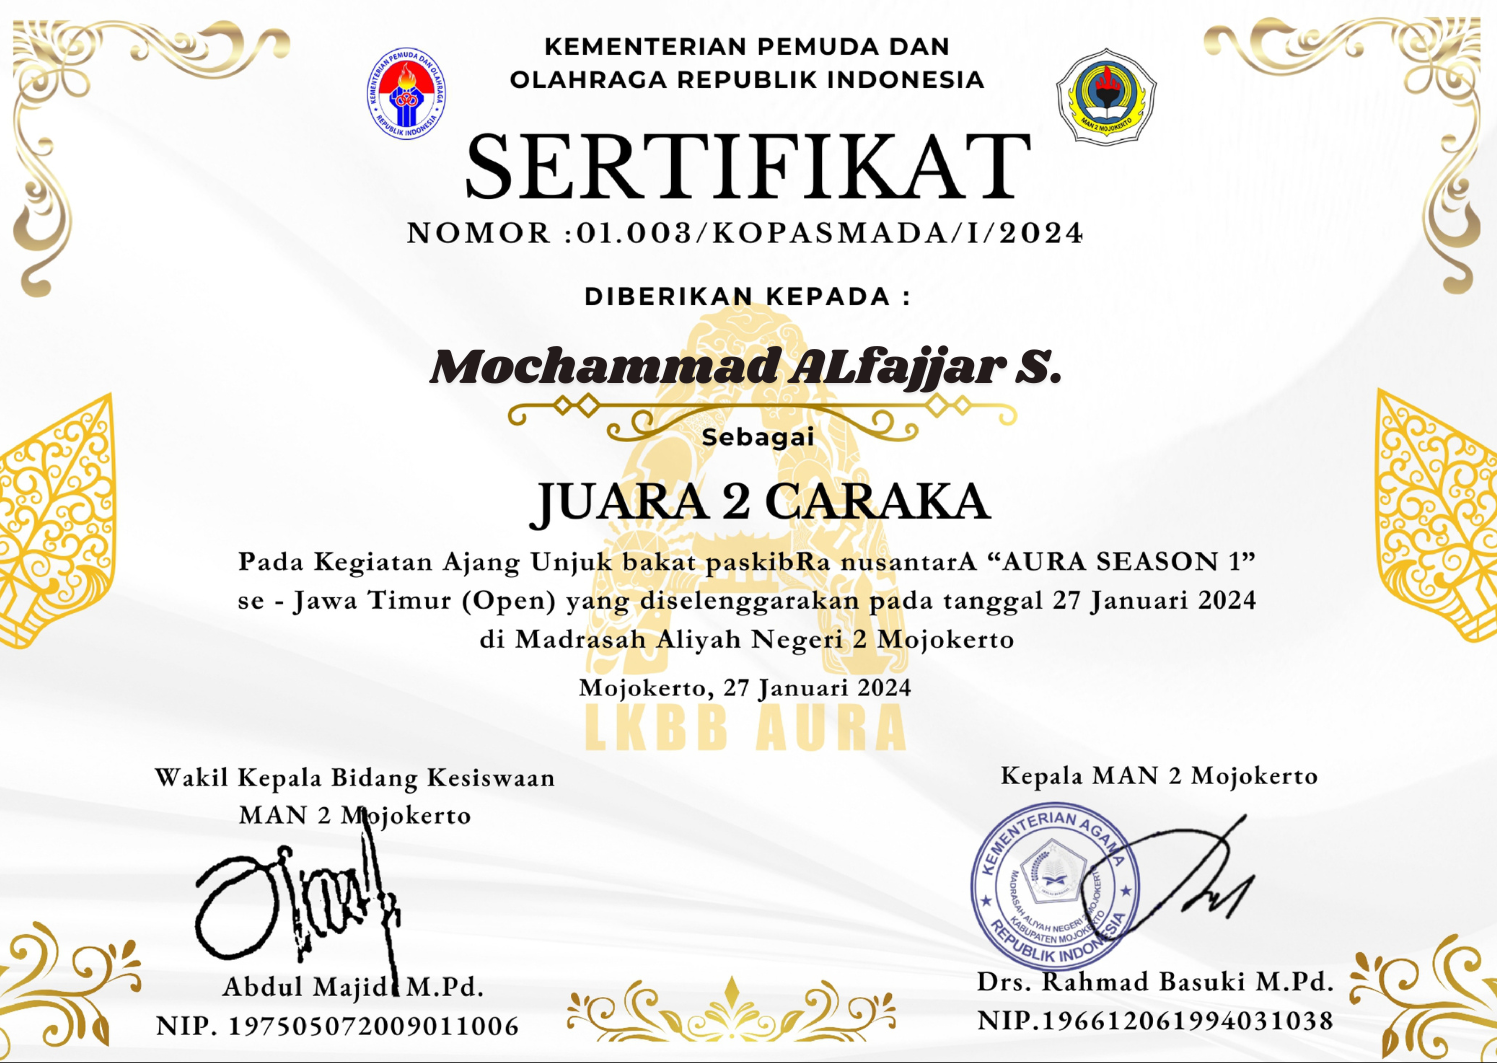 KEMENTERIAN PEMUDA DAN
OLAHRAGA REPUBLIK INDONESIA
KEMENTERIAN PEMUDA DAN OLAHRAGA
REPUBLIK INDONESIA
MAN 2 MOJOKERTO
SERTIFIKAT
NOMOR :01.003/KOPASMADA/I/2024
DIBERIKAN KEPADA :
Mochammad ALfajjar S.
Sebagai
JUARA 2 CARAKA
Pada Kegiatan Ajang Unjuk bakat paskibRa nusantarA “AURA SEASON 1”
se - Jawa Timur (Open) yang diselenggarakan pada tanggal 27 Januari 2024
di Madrasah Aliyah Negeri 2 Mojokerto
Mojokerto, 27 Januari 2024
LKBB AURA
Wakil Kepala Bidang Kesiswaan
MAN 2 Mojokerto
Abdul Majid M.Pd.
NIP. 197505072009011006
Kepala MAN 2 Mojokerto
KEMENTERIAN AGAMA
MADRASAH ALIYAH NEGERI 2 MOJOKERTO
KABUPATEN MOJOKERTO
REPUBLIK INDONESIA
Drs. Rahmad Basuki M.Pd.
NIP.196612061994031038